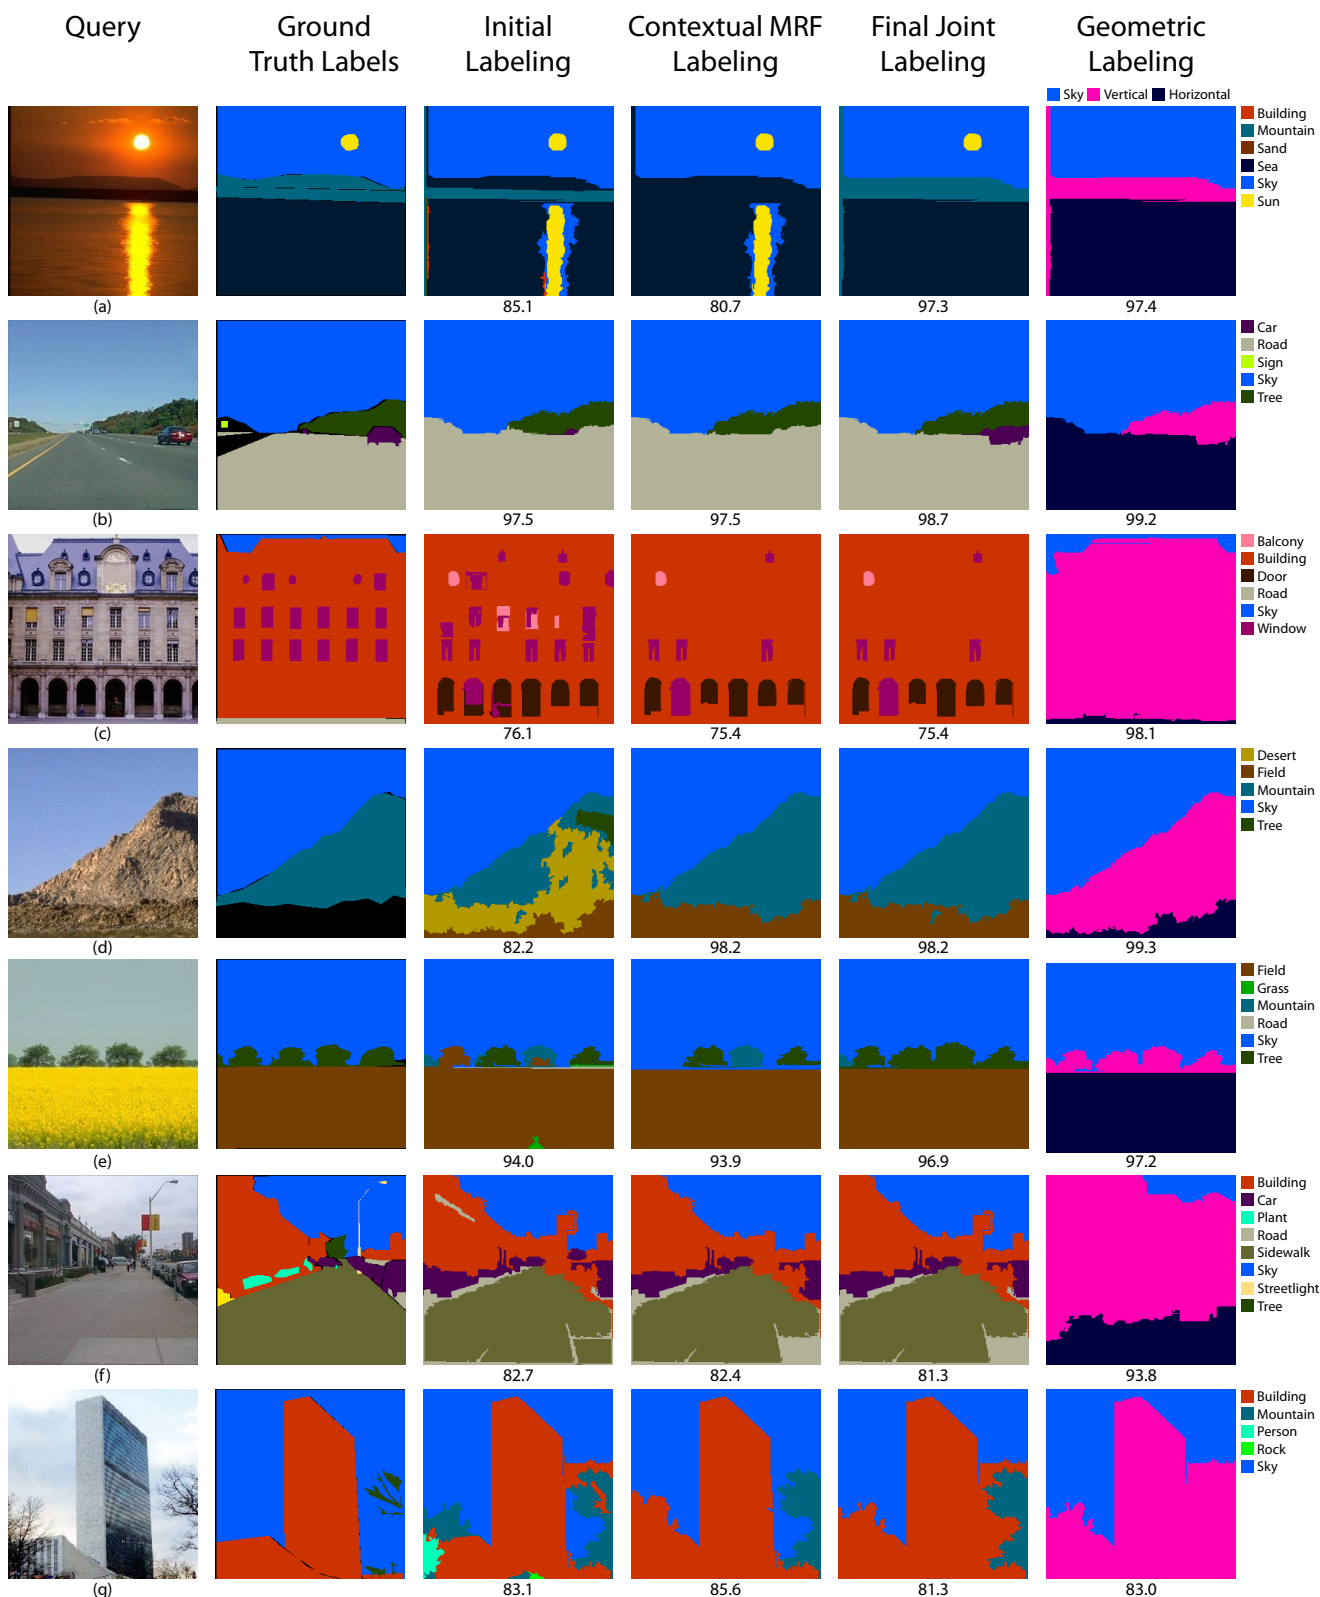 Query
Ground
Truth Labels
Initial
Labeling
Contextual MRF
Labeling
Final Joint
Labeling
Geometric
Labeling
Sky Vertical Horizontal
Building
Mountain
Sand
Sea
Sky
Sun
(a)
85.1
80.7
97.3
97.4
Car
Road
Sign
Sky
Tree
(b)
97.5
97.5
98.7
99.2
Balcony
Building
Door
Road
Sky
Window
(c)
76.1
75.4
75.4
98.1
Desert
Field
Mountain
Sky
Tree
(d)
82.2
98.2
98.2
99.3
Field
Grass
Mountain
Road
Sky
Tree
(e)
94.0
93.9
96.9
97.2
Building
Car
Plant
Road
Sidewalk
Sky
Streetlight
Tree
(f)
82.7
82.4
81.3
93.8
Building
Mountain
Person
Rock
Sky
(g)
83.1
85.6
81.3
83.0